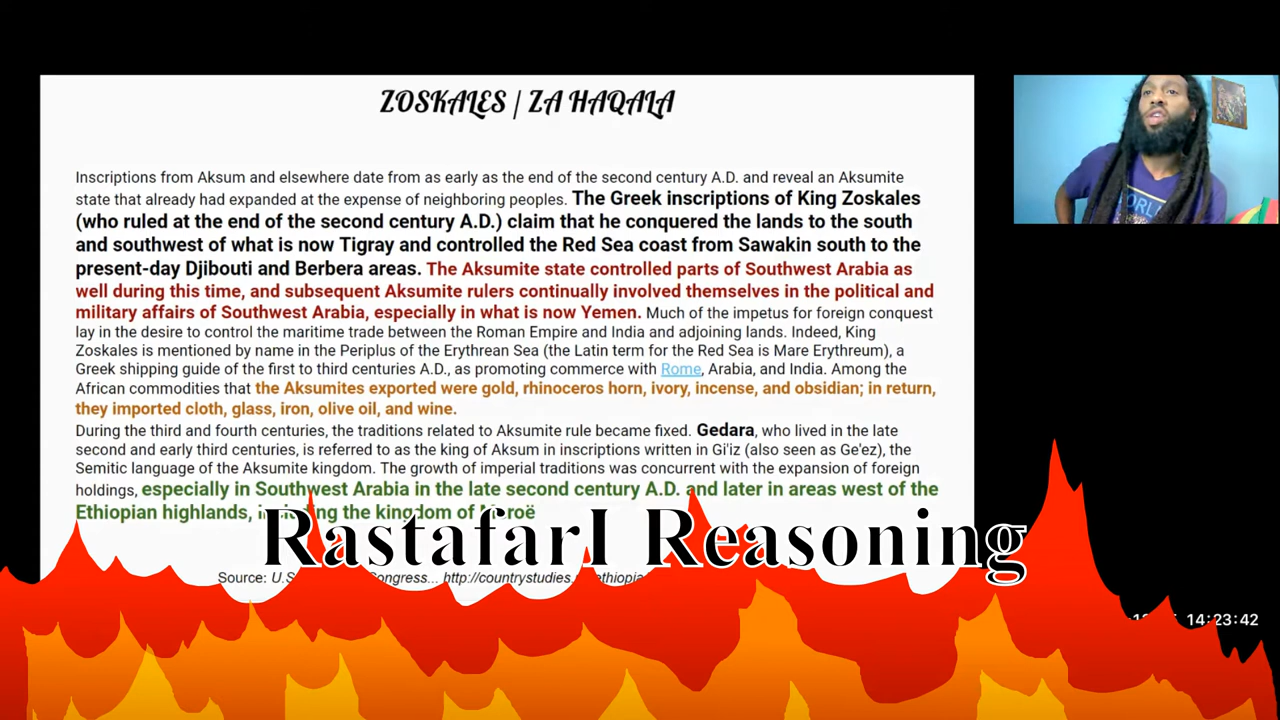 ZOSKALES / ZA HAQALA
Inscriptions from Aksum and elsewhere date from as early as the end of the second century A.D. and reveal an Aksumite
state that already had expanded at the expense of neighboring peoples. The Greek inscriptions of King Zoskales
(who ruled at the end of the second century A.D.) claim that he conquered the lands to the south
and southwest of what is now Tigray and controlled the Red Sea coast from Sawakin south to the
present-day Djibouti and Berbera areas. The Aksumite state controlled parts of Southwest Arabia as
well during this time, and subsequent Aksumite rulers continually involved themselves in the political and
military affairs of Southwest Arabia, especially in what is now Yemen. Much of the impetus for foreign conquest
lay in the desire to control the maritime trade between the Roman Empire and India and adjoining lands. Indeed, King
Zoskales is mentioned by name in the Periplus of the Erythrean Sea (the Latin term for the Red Sea is Mare Erythreum), a
Greek shipping guide of the first to third centuries A.D., as promoting commerce with Rome, Arabia, and India. Among the
African commodities that the Aksumites exported were gold, rhinoceros horn, ivory, incense, and obsidian; in return,
they imported cloth, glass, iron, olive oil, and wine.
During the third and fourth centuries, the traditions related to Aksumite rule became fixed. Gedara, who lived in the late
second and early third centuries, is referred to as the king of Aksum in inscriptions written in Gi'iz (also seen as Ge'ez), the
Semitic language of the Aksumite kingdom. The growth of imperial traditions was concurrent with the expansion of foreign
holdings, especially in Southwest Arabia in the late second century A.D. and later in areas west of the
Ethiopian highlands, the kingdom of
RastafarI Reasoning
Source: Congress...
14:23:42